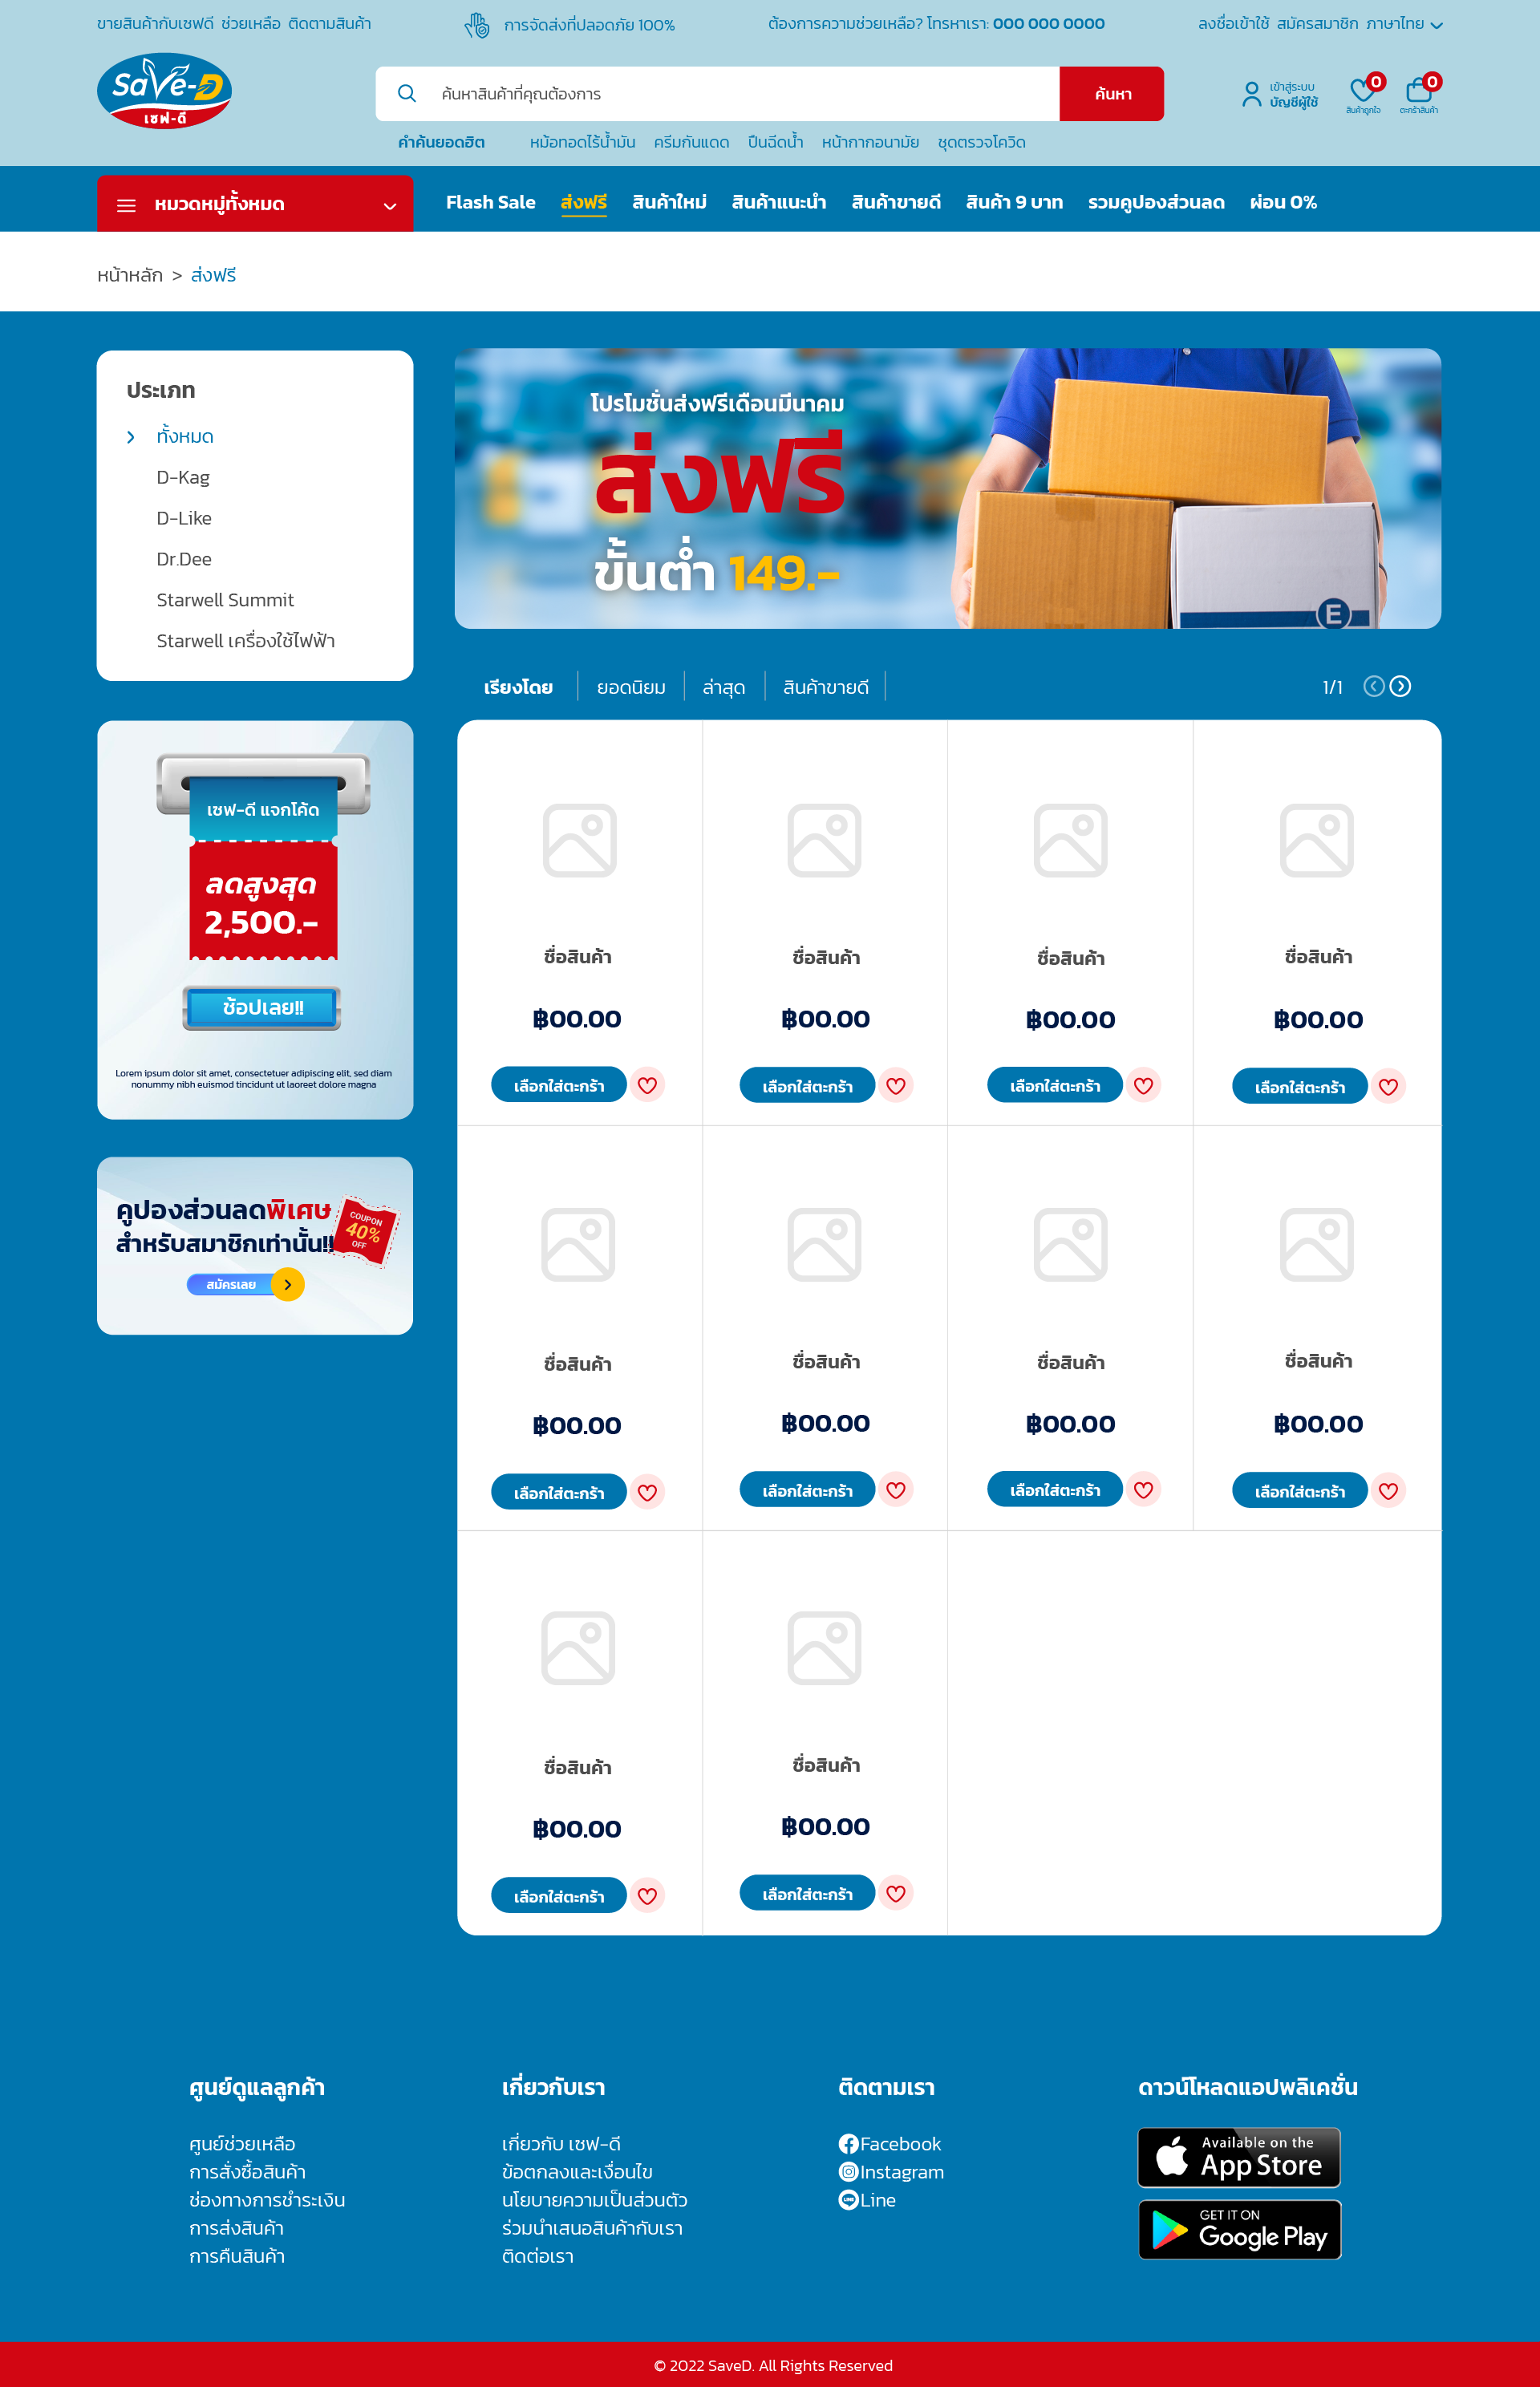 ขายสินค้ากับเซฟดี ช่วยเหลือ ติดตามสินค้า
การจัดส่งที่ปลอดภัย 100%
ต้องการความช่วยเหลือ? โทรหาเรา: 000 000 0000
ลงชื่อเข้าใช้ สมัครสมาชิก ภาษาไทย
SaVe-D
เซฟ-ดี
ค้นหาสินค้าที่คุณต้องการ
ค้นหา
เข้าสู่ระบบ
บัญชีผู้ใช้
0
สินค้าถูกใจ
0
ตะกร้าสินค้า
คำค้นยอดฮิต หม้อทอดไร้น้ำมัน ครีมกันแดด ปืนฉีดน้ำ หน้ากากอนามัย ชุดตรวจโควิด
หมวดหมู่ทั้งหมด
Flash Sale ส่งฟรี สินค้าใหม่ สินค้าแนะนำ สินค้าขายดี สินค้า 9 บาท รวมคูปองส่วนลด ผ่อน 0%
หน้าหลัก > ส่งฟรี
ประเภท
ทั้งหมด
D-Kag
D-Like
Dr.Dee
Starwell Summit
Starwell เครื่องใช้ไฟฟ้า
โปรโมชั่นส่งฟรีเดือนมีนาคม
ส่งฟรี
ขั้นต่ำ 149.-
E
เซฟ-ดี แจกโค้ด
ลดสูงสุด
2,500.-
ช้อปเลย!!
Lorem ipsum dolor sit amet, consectetuer adipiscing elit, sed diam
nonummy nibh euismod tincidunt ut laoreet dolore magna
คูปองส่วนลดพิเศษ
สำหรับสมาชิกเท่านั้น!!
สมัครเลย
COUPON
40%
OFF
เรียงโดย ยอดนิยม ล่าสุด สินค้าขายดี
1/1
ชื่อสินค้า ชื่อสินค้า ชื่อสินค้า ชื่อสินค้า
฿00.00 ฿00.00 ฿00.00 ฿00.00
เลือกใส่ตะกร้า เลือกใส่ตะกร้า เลือกใส่ตะกร้า เลือกใส่ตะกร้า
ชื่อสินค้า ชื่อสินค้า ชื่อสินค้า ชื่อสินค้า
฿00.00 ฿00.00 ฿00.00 ฿00.00
เลือกใส่ตะกร้า เลือกใส่ตะกร้า เลือกใส่ตะกร้า เลือกใส่ตะกร้า
ชื่อสินค้า ชื่อสินค้า
฿00.00 ฿00.00
เลือกใส่ตะกร้า เลือกใส่ตะกร้า
ศูนย์ดูแลลูกค้า
ศูนย์ช่วยเหลือ
การสั่งซื้อสินค้า
ช่องทางการชำระเงิน
การส่งสินค้า
การคืนสินค้า
เกี่ยวกับเรา
เกี่ยวกับ เซฟ-ดี
ข้อตกลงและเงื่อนไข
นโยบายความเป็นส่วนตัว
ร่วมนำเสนอสินค้ากับเรา
ติดต่อเรา
ติดตามเรา
Facebook
Instagram
LINE
Line
ดาวน์โหลดแอปพลิเคชั่น
Available on the
App Store
GET IT ON
Google Play
© 2022 SaveD. All Rights Reserved